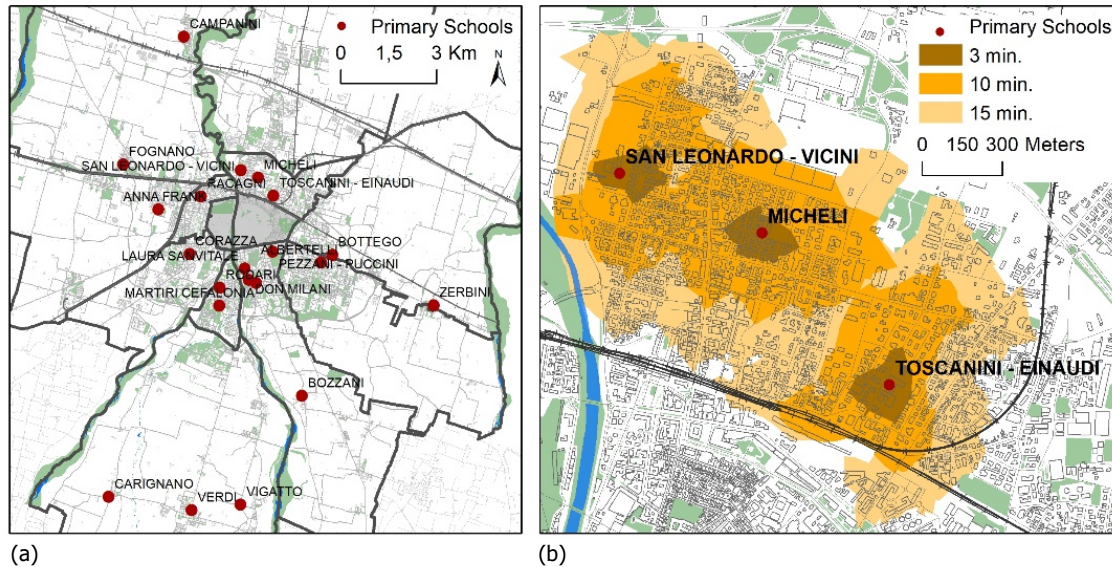 CAMPANINI
Primary Schools
0 1,5 3 Km
N
FOGNANO
SAN LEONARDO - VICINI
MICHELI
RACAGNI
TOSCANINI - EINAUDI
ANNA FRANK
CORAZZA
ALBERTELLI
BOTTEGO
LAURA SANVITALE
PEZZANI - RUCCINI
RODARI
MARTIRI CEFALONIA
DON MILANI
ZERBINI
BOZZANI
CARIGNANO
VERDI
VIGATTO
(a)
Primary Schools
3 min.
10 min.
15 min.
0 150 300 Meters
SAN LEONARDO - VICINI
MICHELI
TOSCANINI - EINAUDI
(b)